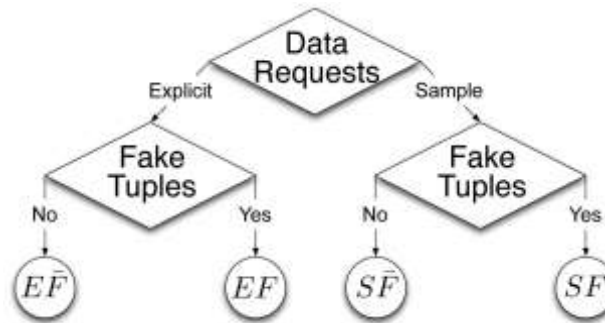 Data
Requests
Explicit
Sample
Fake
Tuples
Fake
Tuples
No
Yes
No
Yes
EF̄
EF
SF̄
SF